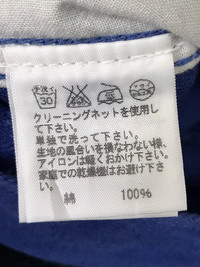 手洗イ
30
クリーニングネットを使用し
て下さい。
単独で洗って下さい。
生地の風合いを損なわない様、
アイロンは軽くおかけ下さい。
家庭での乾燥機はお避け下さ
い。
綿 100%